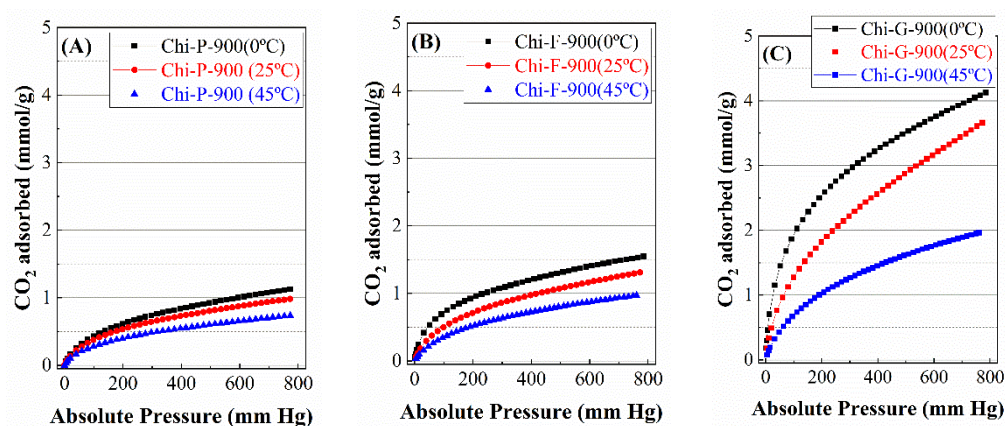 (A)
Chi-P-900(0ºC)
Chi-P-900 (25ºC)
Chi-P-900 (45ºC)
CO2 adsorbed (mmol/g)
5
4
3
2
1
0
0 200 400 600 800
Absolute Pressure (mm Hg)
(B)
Chi-F-900(0ºC)
Chi-F-900(25ºC)
Chi-F-900(45ºC)
CO2 adsorbed (mmol/g)
5
4
3
2
1
0
0 200 400 600 800
Absolute Pressure (mm Hg)
(C)
Chi-G-900(0ºC)
Chi-G-900(25ºC)
Chi-G-900(45ºC)
CO2 adsorbed (mmol/g)
5
4
3
2
1
0
0 200 400 600 800
Absolute Pressure (mm Hg)